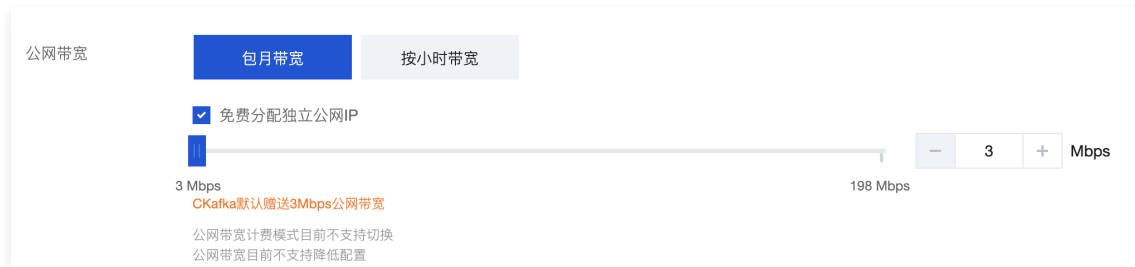 公网带宽
包月带宽
按小时带宽
免费分配独立公网IP
3
Mbps
3 Mbps
198 Mbps
CKafka默认赠送3Mbps公网带宽
公网带宽计费模式目前不支持切换
公网带宽目前不支持降低配置